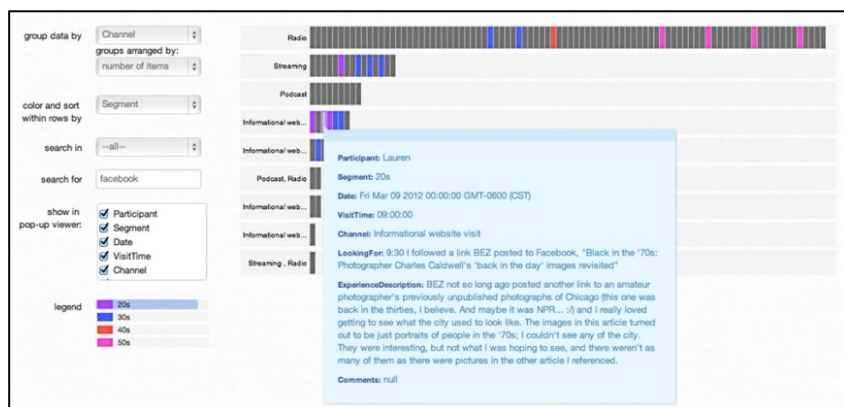 group data by
Channel
groups arranged by:
number of items
color and sort
within rows by
Segment
search in
--all--
search for
facebook
show in
pop-up viewer:
Participant
Segment
Date
VisitTime
Channel
legend
20s
30s
40s
50s
Radio
Streaming
Podcast
Informational web...
Informational web...
Podcast, Radio
Informational web...
Informational web...
Streaming , Radio
Participant: Lauren
Segment: 20s
Date: Fri Mar 09 2012 00:00:00 GMT-0600 (CST)
VisitTime: 09:00:00
Channel: Informational website visit
LookingFor: 9:30 I followed a link BEZ posted to Facebook, "Black in the '70s:
Photographer Charles Caldwell's 'back in the day' images revisited"
ExperienceDescription: BEZ not so long ago posted another link to an amateur
photographer's previously unpublished photographs of Chicago (this one was
back in the thirties, I believe. And maybe it was NPR... :/) and I really loved
getting to see what the city used to look like. The images in this article turned
out to be just portraits of people in the '70s; I couldn't see any of the city.
They were interesting, but not what I was hoping to see, and there weren't as
many of them as there were pictures in the other article I referenced.
Comments: null